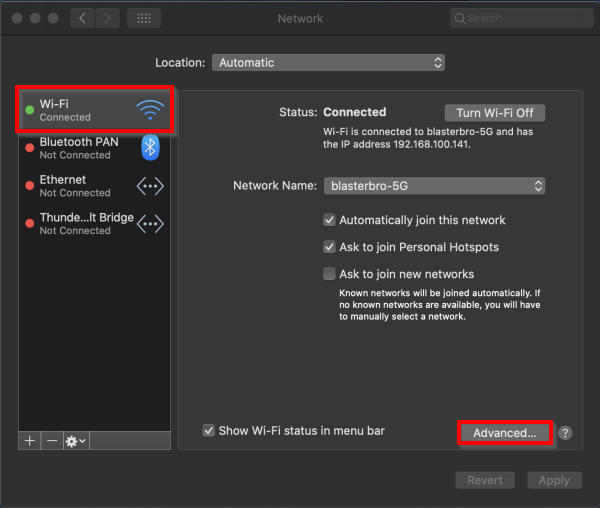 Network
Search
Location: Automatic
Wi-Fi
Connected
Bluetooth PAN
Not Connected
Ethernet
Not Connected
Thunde...lt Bridge
Not Connected
Status: Connected
Turn Wi-Fi Off
Wi-Fi is connected to blasterbro-5G and has
the IP address 192.168.100.141.
Network Name: blasterbro-5G
Automatically join this network
Ask to join Personal Hotspots
Ask to join new networks
Known networks will be joined automatically. If
no known networks are available, you will have
to manually select a network.
Show Wi-Fi status in menu bar
Advanced...
?
Revert
Apply